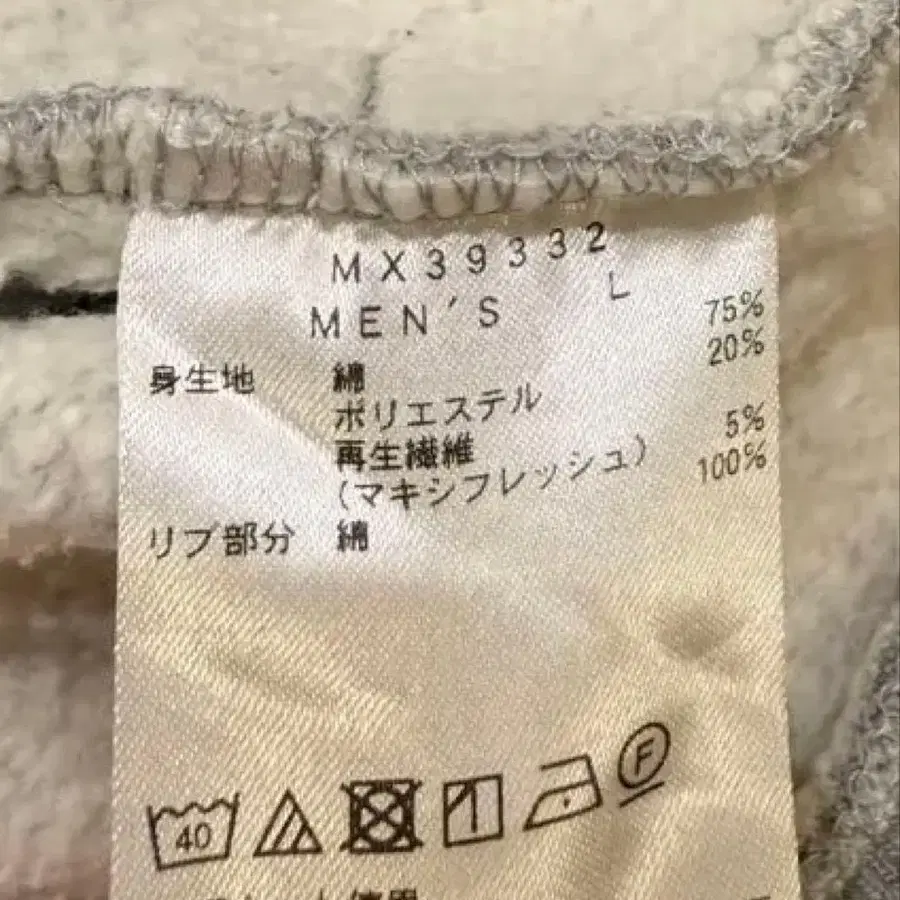 MX39332
MEN'S L
身生地 綿 75%
ポリエステル 20%
再生繊維
(マキシフレッシュ) 5%
リブ部分 綿 100%
40
F